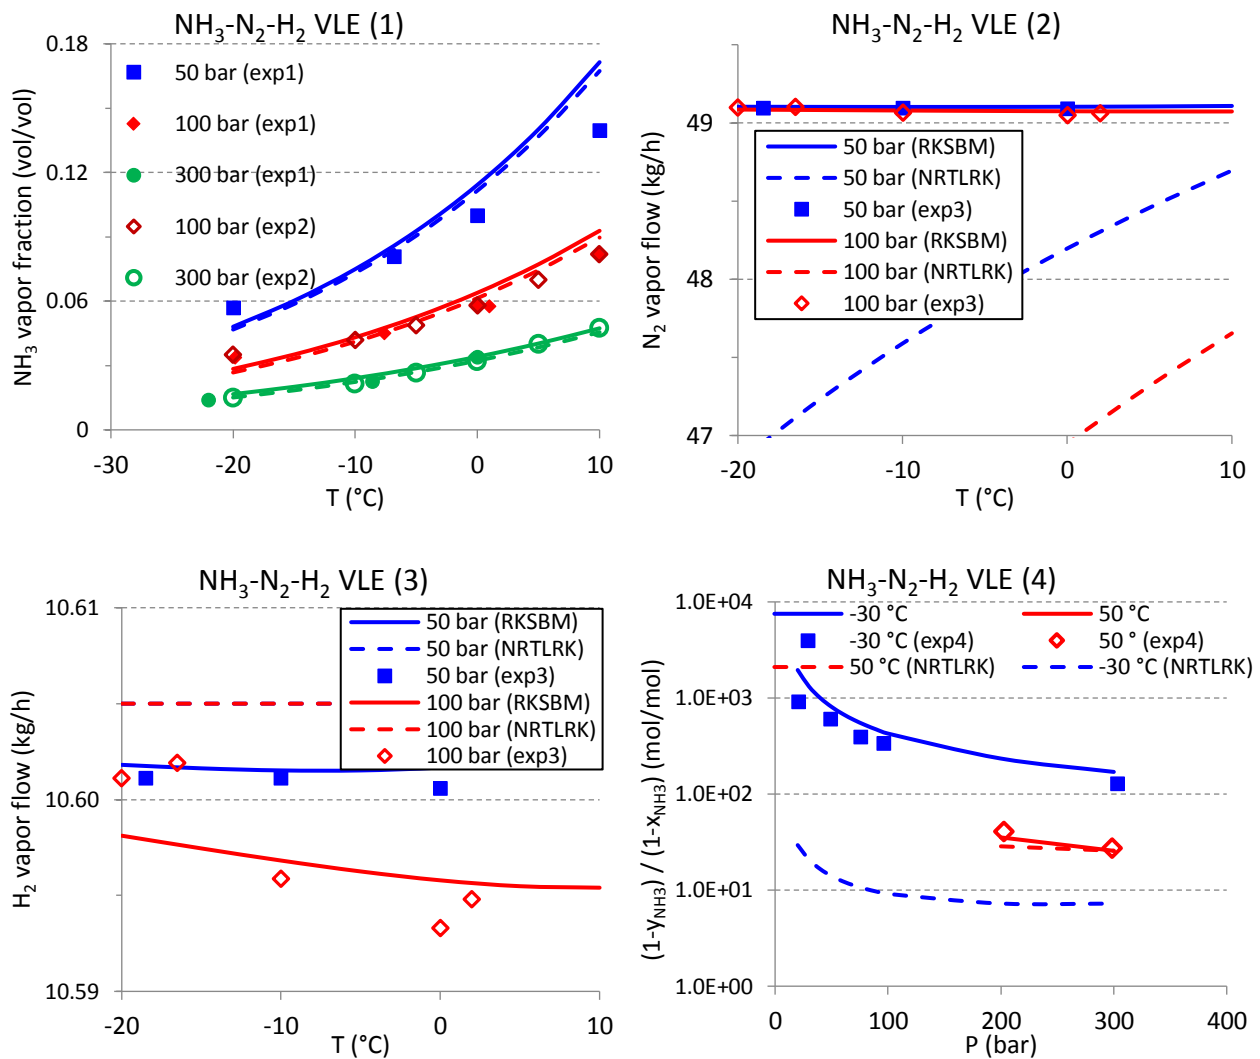 NH₃-N₂-H₂ VLE (1)
0.18
0.12
0.06
0
NH₃ vapor fraction (vol/vol)
50 bar (exp1)
100 bar (exp1)
300 bar (exp1)
100 bar (exp2)
300 bar (exp2)
-30 -20 -10 0 10
T (°C)
NH₃-N₂-H₂ VLE (2)
49
48
47
N₂ vapor flow (kg/h)
50 bar (RKSBM)
50 bar (NRTLRK)
50 bar (exp3)
100 bar (RKSBM)
100 bar (NRTLRK)
100 bar (exp3)
-20 -10 0 10
T (°C)
NH₃-N₂-H₂ VLE (3)
10.61
10.60
10.59
H₂ vapor flow (kg/h)
50 bar (RKSBM)
50 bar (NRTLRK)
50 bar (exp3)
100 bar (RKSBM)
100 bar (NRTLRK)
100 bar (exp3)
-20 -10 0 10
T (°C)
NH₃-N₂-H₂ VLE (4)
1.0E+04
1.0E+03
1.0E+02
1.0E+01
1.0E+00
(1-y_NH3) / (1-x_NH3) (mol/mol)
-30 °C 50 °C
-30 °C (exp4) 50 ° (exp4)
50 °C (NRTLRK) -30 °C (NRTLRK)
0 100 200 300 400
P (bar)